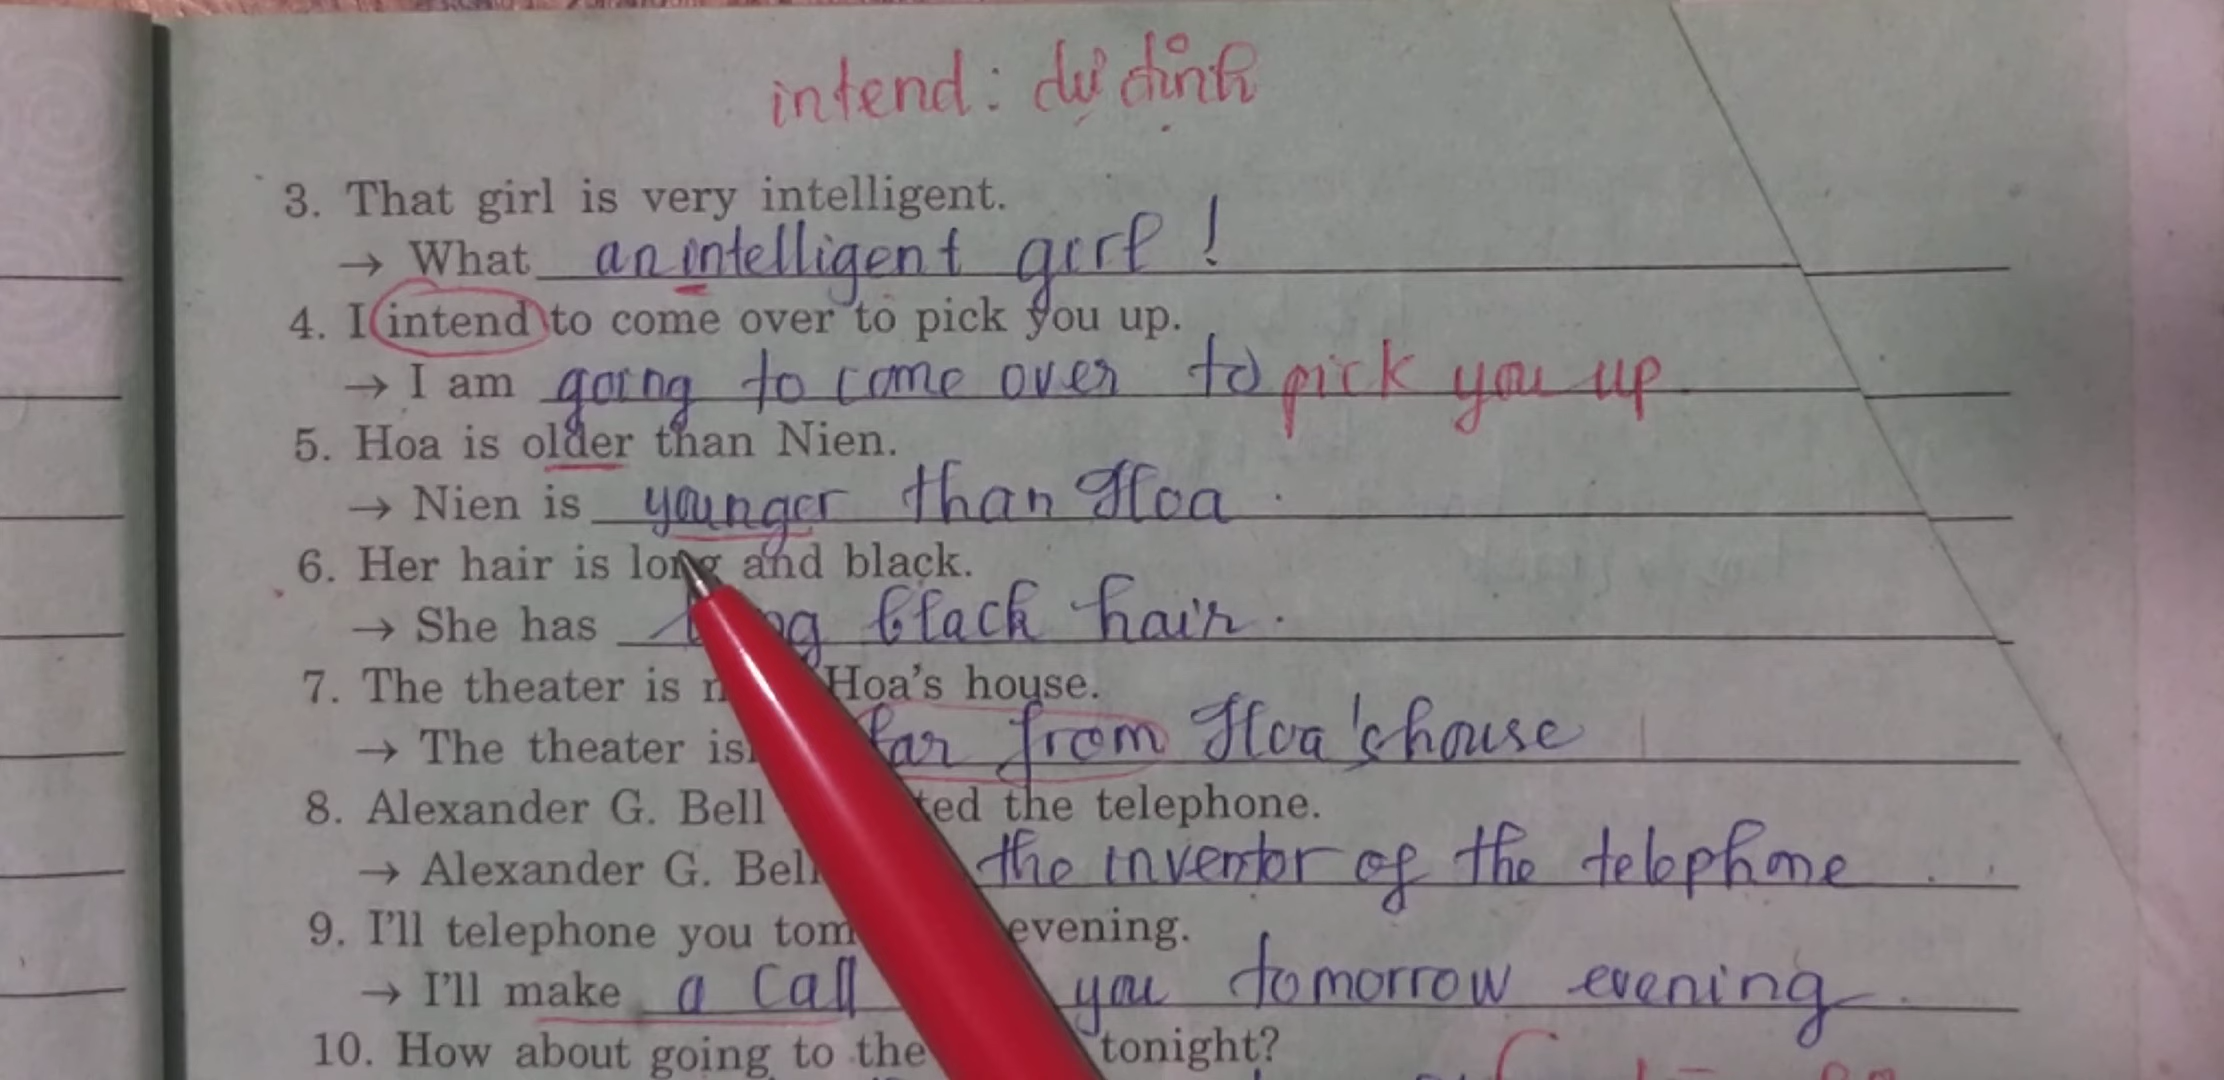 intend: dự định
3. That girl is very intelligent.
→ What an intelligent girl !
4. I intend to come over to pick you up.
→ I am going to come over to pick you up
5. Hoa is older than Nien.
→ Nien is younger than Hoa .
6. Her hair is long and black.
→ She has long black hair.
7. The theater is Hoa's house.
→ The theater is far from Hoa's house
8. Alexander G. Bell ted the telephone.
→ Alexander G. Bell the inventor of the telephone .
9. I'll telephone you tom evening.
→ I'll make a call you tomorrow evening .
10. How about going to the tonight?